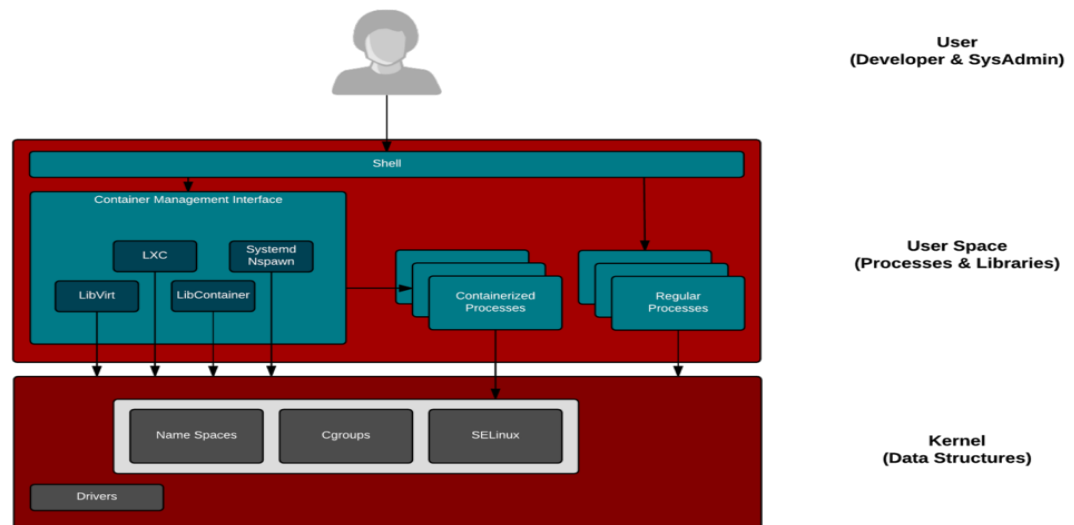 User
(Developer & SysAdmin)
Shell
Container Management Interface
LXC
Systemd
Nspawn
LibVirt
LibContainer
Containerized
Processes
Regular
Processes
User Space
(Processes & Libraries)
Name Spaces
Cgroups
SELinux
Drivers
Kernel
(Data Structures)